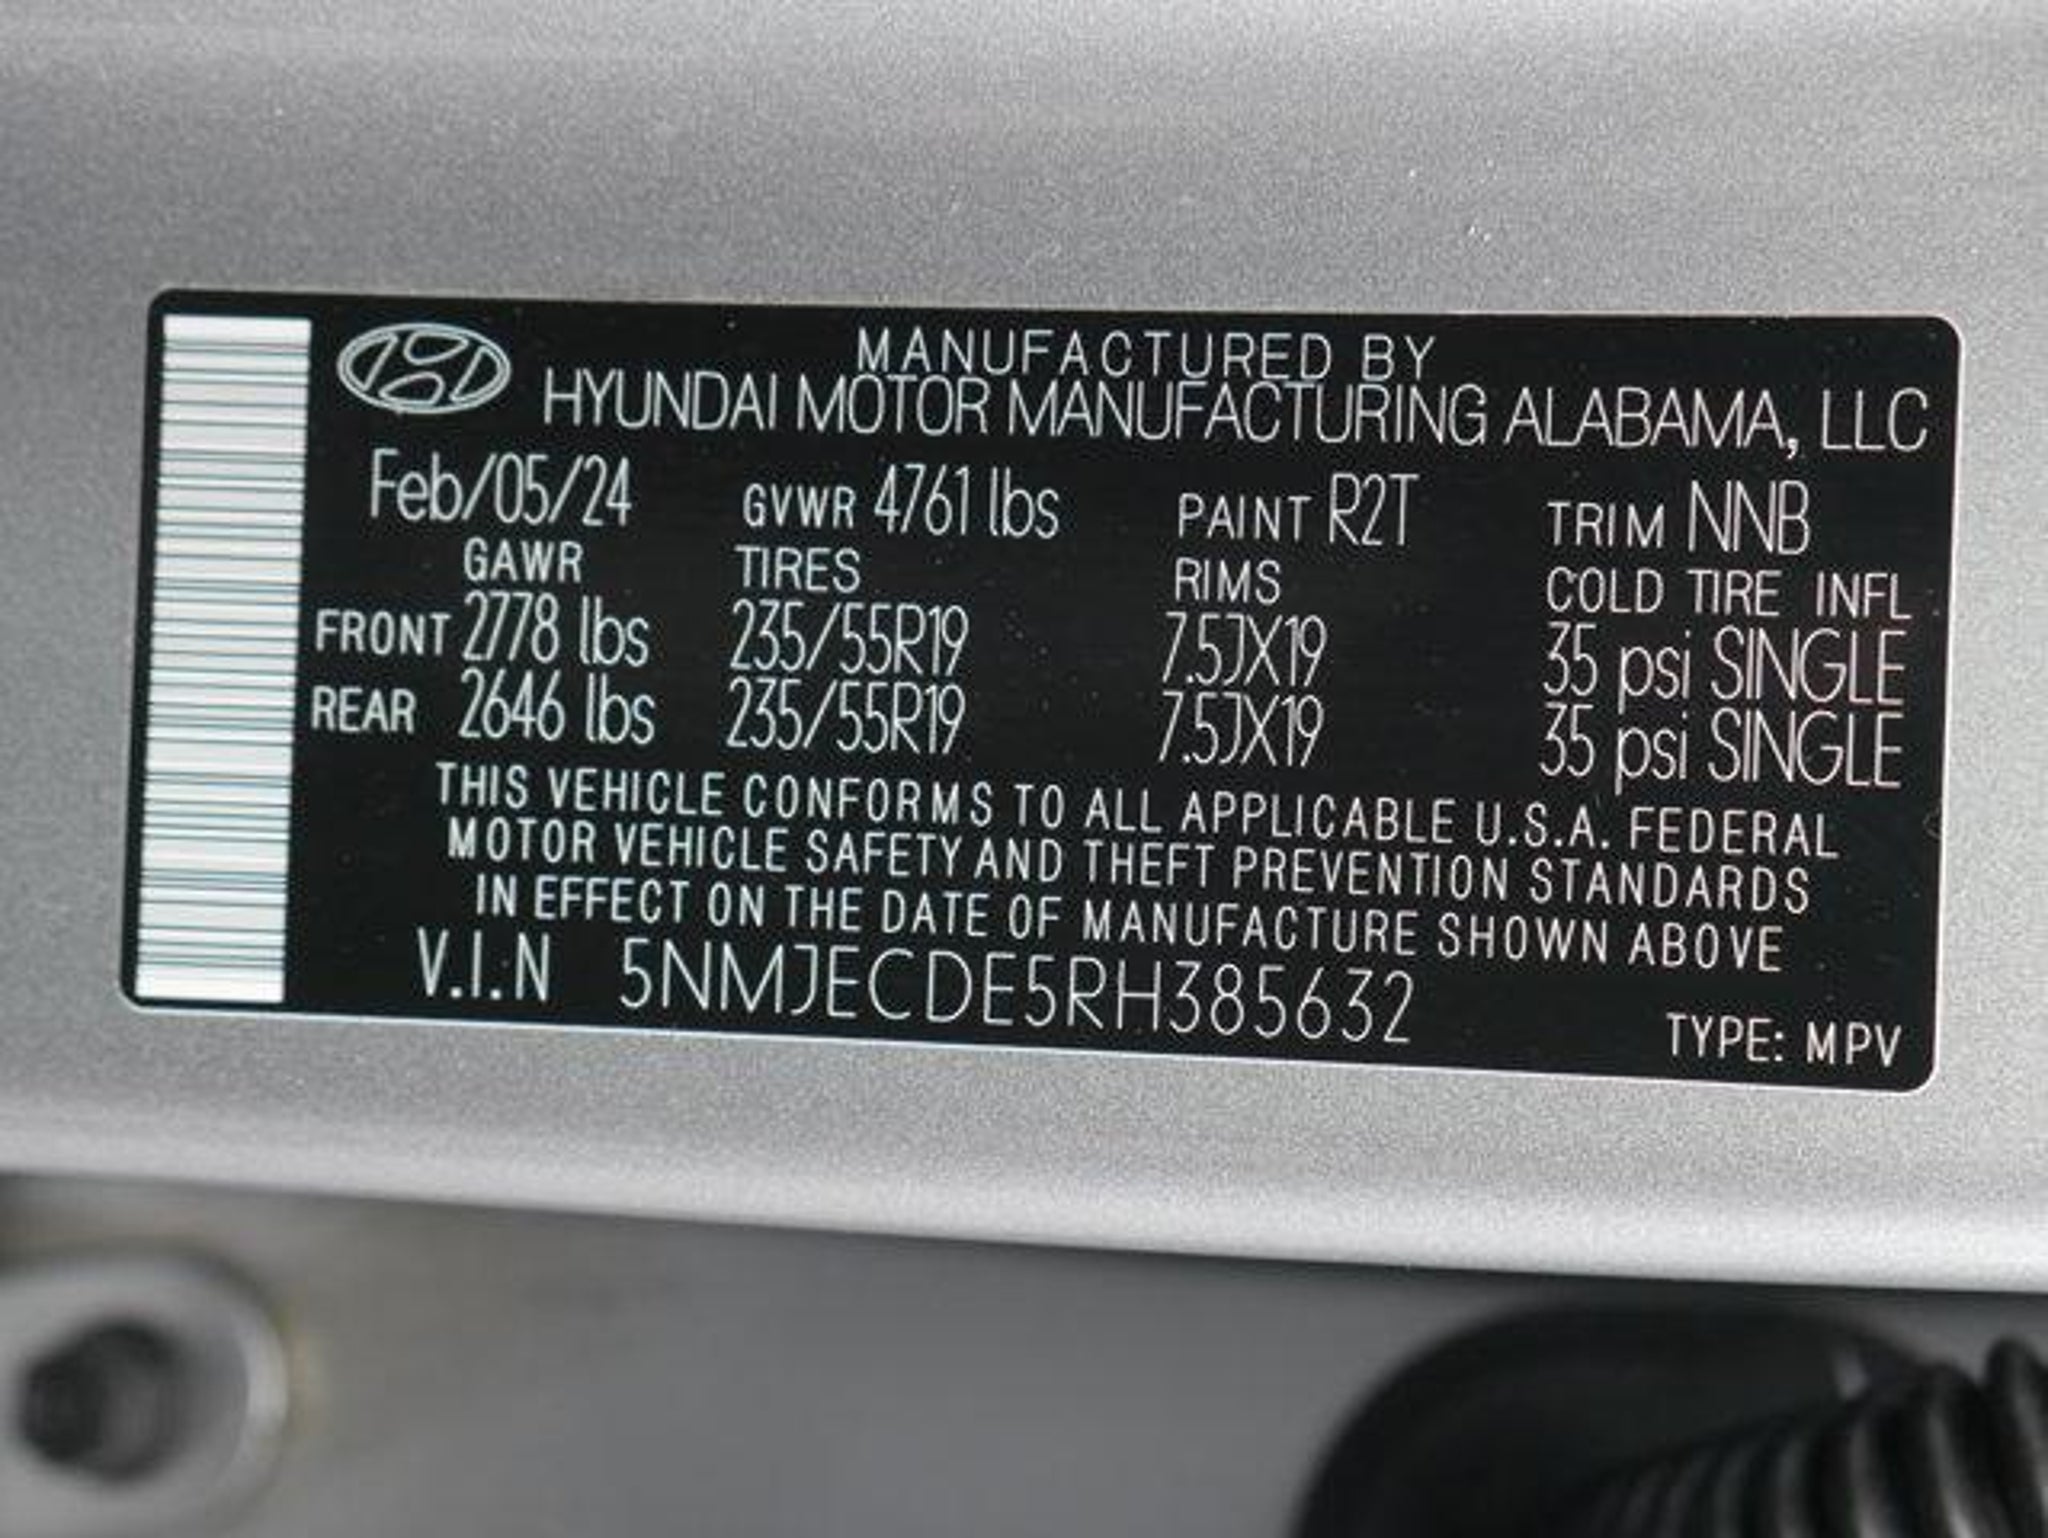 MANUFACTURED BY
HYUNDAI MOTOR MANUFACTURING ALABAMA, LLC
Feb/05/24 GVWR 4761 lbs PAINT R2T TRIM NNB
GAWR TIRES RIMS COLD TIRE INFL
FRONT 2778 lbs 235/55R19 7.5JX19 35 psi SINGLE
REAR 2646 lbs 235/55R19 7.5JX19 35 psi SINGLE
THIS VEHICLE CONFORMS TO ALL APPLICABLE U.S.A. FEDERAL
MOTOR VEHICLE SAFETY AND THEFT PREVENTION STANDARDS
IN EFFECT ON THE DATE OF MANUFACTURE SHOWN ABOVE
V.I.N 5NMJECDE5RH385632
TYPE: MPV